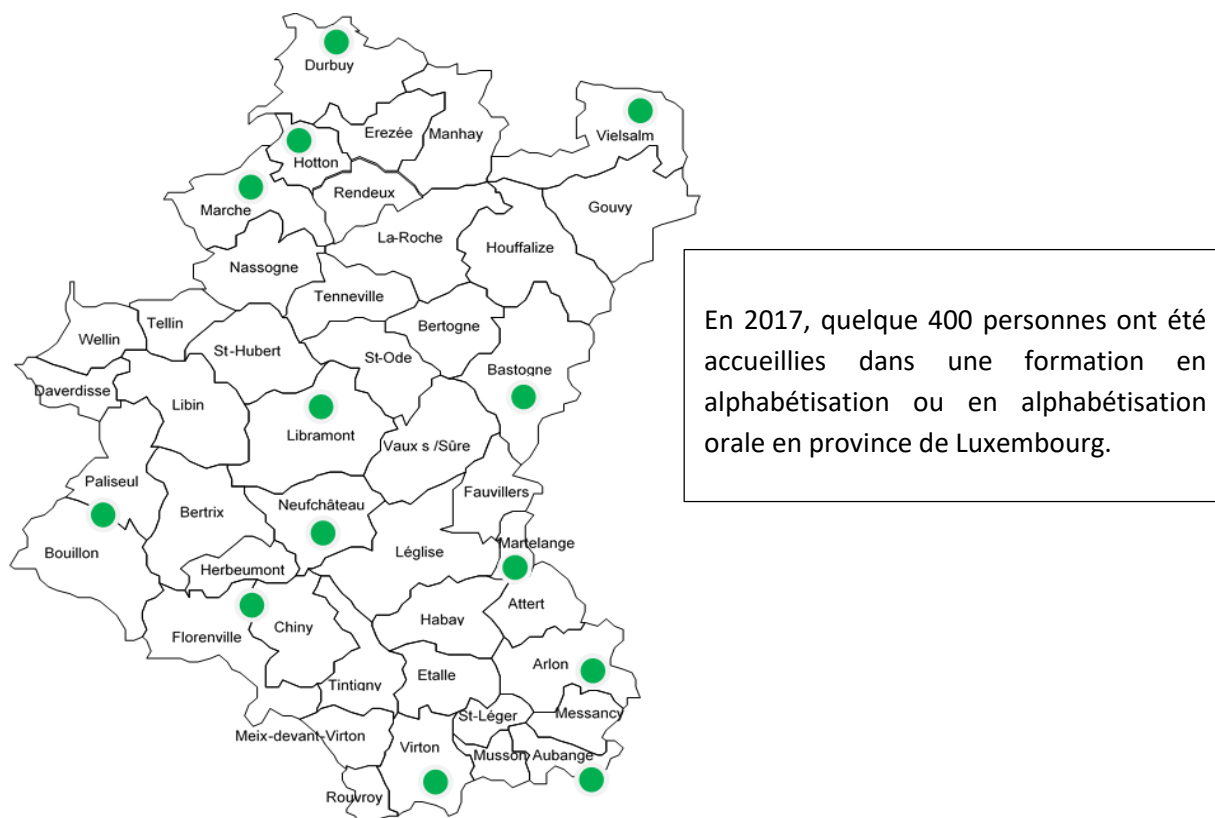 Durbuy
Vielsalm
Erezée
Manhay
Hotton
Rendeux
Marche
Gouvy
La-Roche
Houffalize
Nassogne
Tenneville
Tellin
Bertogne
Wellin
St-Hubert
St-Ode
Bastogne
Daverdisse
Libin
Libramont
Vaux s /Sûre
Paliseul
Fauvillers
Neufchâteau
Bertrix
Martelange
Bouillon
Léglise
Herbeumont
Attert
Habay
Chiny
Florenville
Arlon
Etalle
Tintigny
Messancy
St-Léger
Meix-devant-Virton
Virton
Musson
Aubange
Rouvroy
En 2017, quelque 400 personnes ont été
accueillies dans une formation en
alphabétisation ou en alphabétisation
orale en province de Luxembourg.